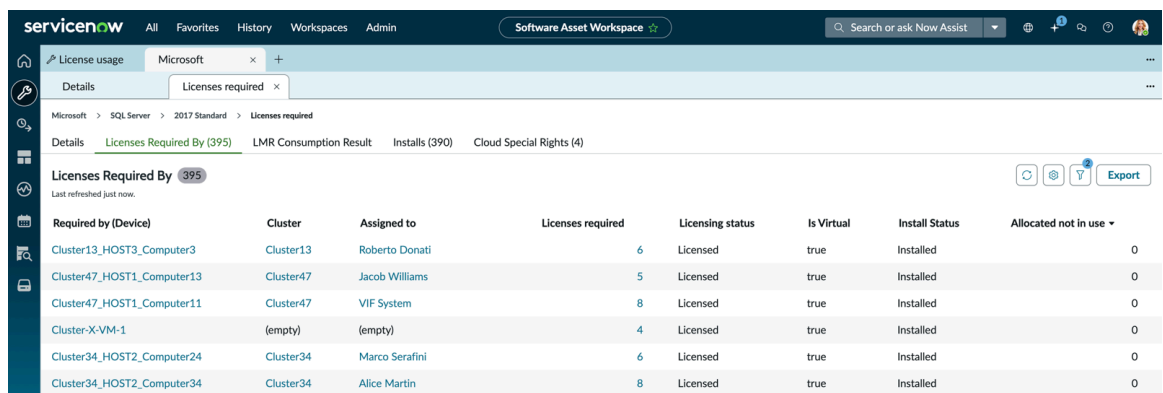 servicenow All Favorites History Workspaces Admin Software Asset Workspace Search or ask Now Assist 1
License usage Microsoft × +
Details Licenses required ×
Microsoft > SQL Server > 2017 Standard > Licenses required
Details Licenses Required By (395) LMR Consumption Result Installs (390) Cloud Special Rights (4)
Licenses Required By 395 2 Export
Last refreshed just now.
Required by (Device) Cluster Assigned to Licenses required Licensing status Is Virtual Install Status Allocated not in use
Cluster13_HOST3_Computer3 Cluster13 Roberto Donati 6 Licensed true Installed 0
Cluster47_HOST1_Computer13 Cluster47 Jacob Williams 5 Licensed true Installed 0
Cluster47_HOST1_Computer11 Cluster47 VIF System 8 Licensed true Installed 0
Cluster-X-VM-1 (empty) (empty) 4 Licensed true Installed 0
Cluster34_HOST2_Computer24 Cluster34 Marco Serafini 6 Licensed true Installed 0
Cluster34_HOST2_Computer34 Cluster34 Alice Martin 8 Licensed true Installed 0